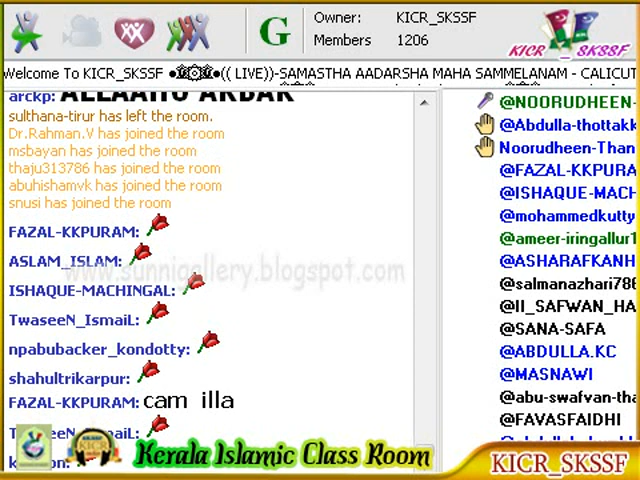 Owner: KICR_SKSSF
Members 1206
G
KICR_SKSSF
Welcome To KICR_SKSSF ●۞●(( LIVE))-SAMASTHA AADARSHA MAHA SAMMELANAM - CALICUT
arckp: ALLAAHU AKBAR
sulthana-tirur has left the room.
Dr.Rahman.V has joined the room
msbayan has joined the room
thaju313786 has joined the room
abuhishamvk has joined the room
snusi has joined the room
FAZAL-KKPURAM:
ASLAM_ISLAM:
www.sunnigallery.blogspot.com
ISHAQUE-MACHINGAL:
TwaseeN_IsmaiL:
npabubacker_kondotty:
shahultrikarpur:
FAZAL-KKPURAM: cam illa
@NOORUDHEEN-
@Abdulla-thottakk
Noorudheen-Than
@FAZAL-KKPURA
@ISHAQUE-MACH
@mohammedkutty
@ameer-iringallur1
@ASHARAFKANH
@salmanazhari786
@II_SAFWAN_HA
@SANA-SAFA
@ABDULLA.KC
@MASNAWI
@abu-swafvan-tha
@FAVASFAIDHI
Kerala Islamic Class Room
KICR_SKSSF